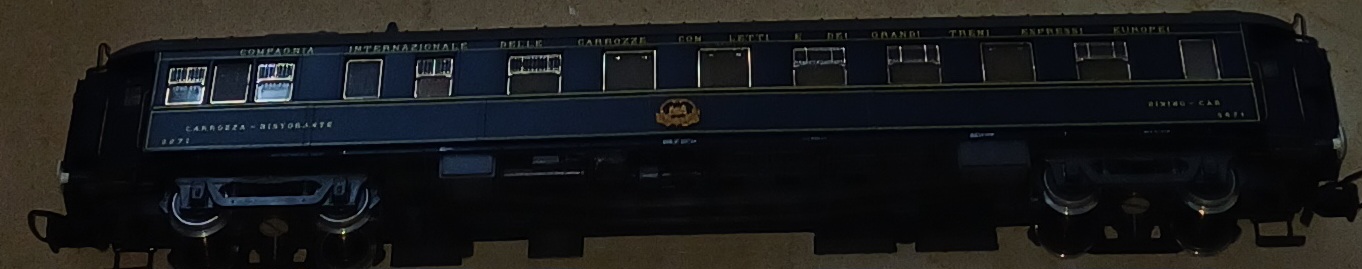 COMPAGNIA INTERNAZIONALE DELLE CARROZZE CON LETTI E DEI GRANDI TRENI ESPRESSI EUROPEI
CARROZZA - RISTORANTE
DINING - CAR